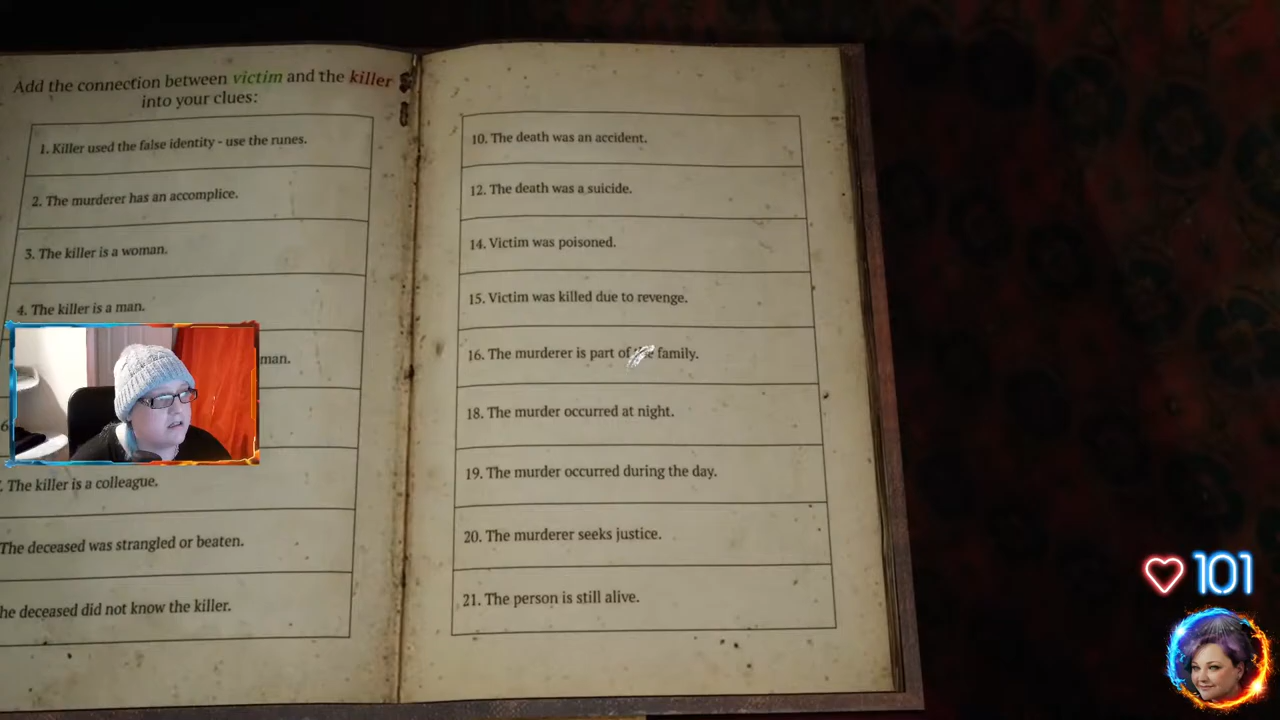 Add the connection between victim and the killer
into your clues:
1. Killer used the false identity - use the runes.
2. The murderer has an accomplice.
3. The killer is a woman.
4. The killer is a man.
man.
6
The killer is a colleague.
The deceased was strangled or beaten.
he deceased did not know the killer.
10. The death was an accident.
12. The death was a suicide.
14. Victim was poisoned.
15. Victim was killed due to revenge.
16. The murderer is part of the family.
18. The murder occurred at night.
19. The murder occurred during the day.
20. The murderer seeks justice.
21. The person is still alive.
101